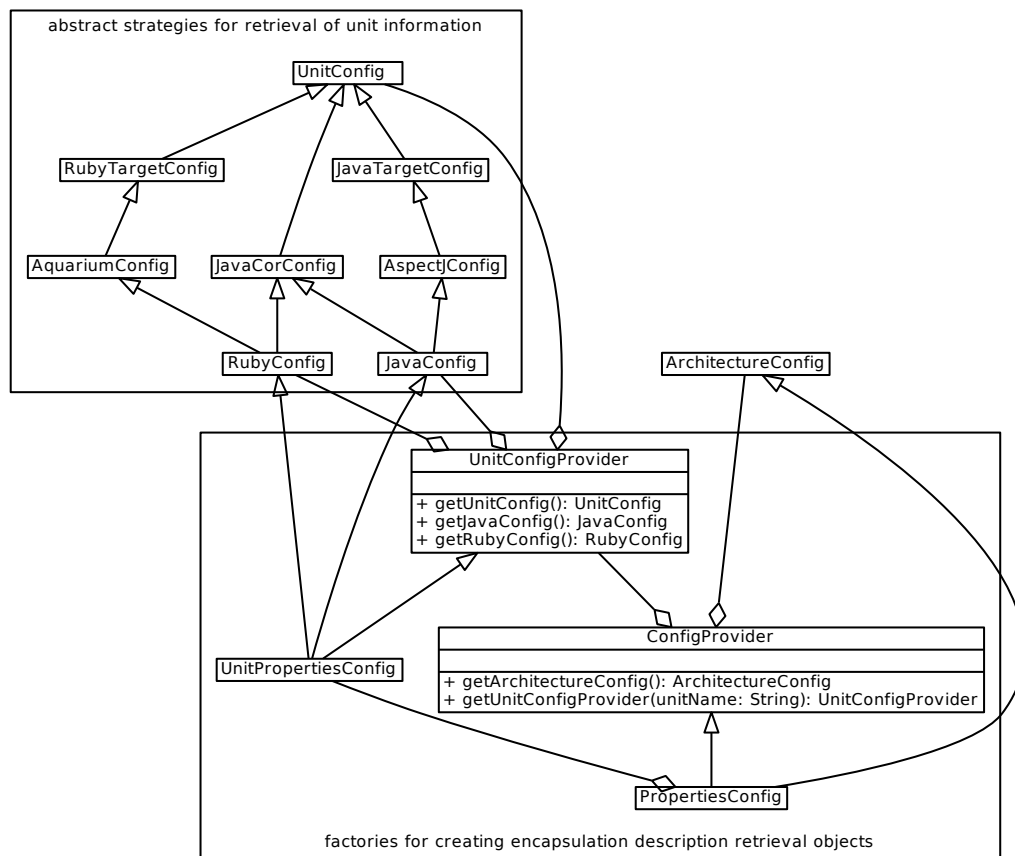 abstract strategies for retrieval of unit information
UnitConfig
RubyTargetConfig
JavaTargetConfig
AquariumConfig
JavaCorConfig
AspectJConfig
RubyConfig
JavaConfig
ArchitectureConfig
UnitConfigProvider
+ getUnitConfig(): UnitConfig
+ getJavaConfig(): JavaConfig
+ getRubyConfig(): RubyConfig
ConfigProvider
UnitPropertiesConfig
+ getArchitectureConfig(): ArchitectureConfig
+ getUnitConfigProvider(unitName: String): UnitConfigProvider
PropertiesConfig
factories for creating encapsulation description retrieval objects